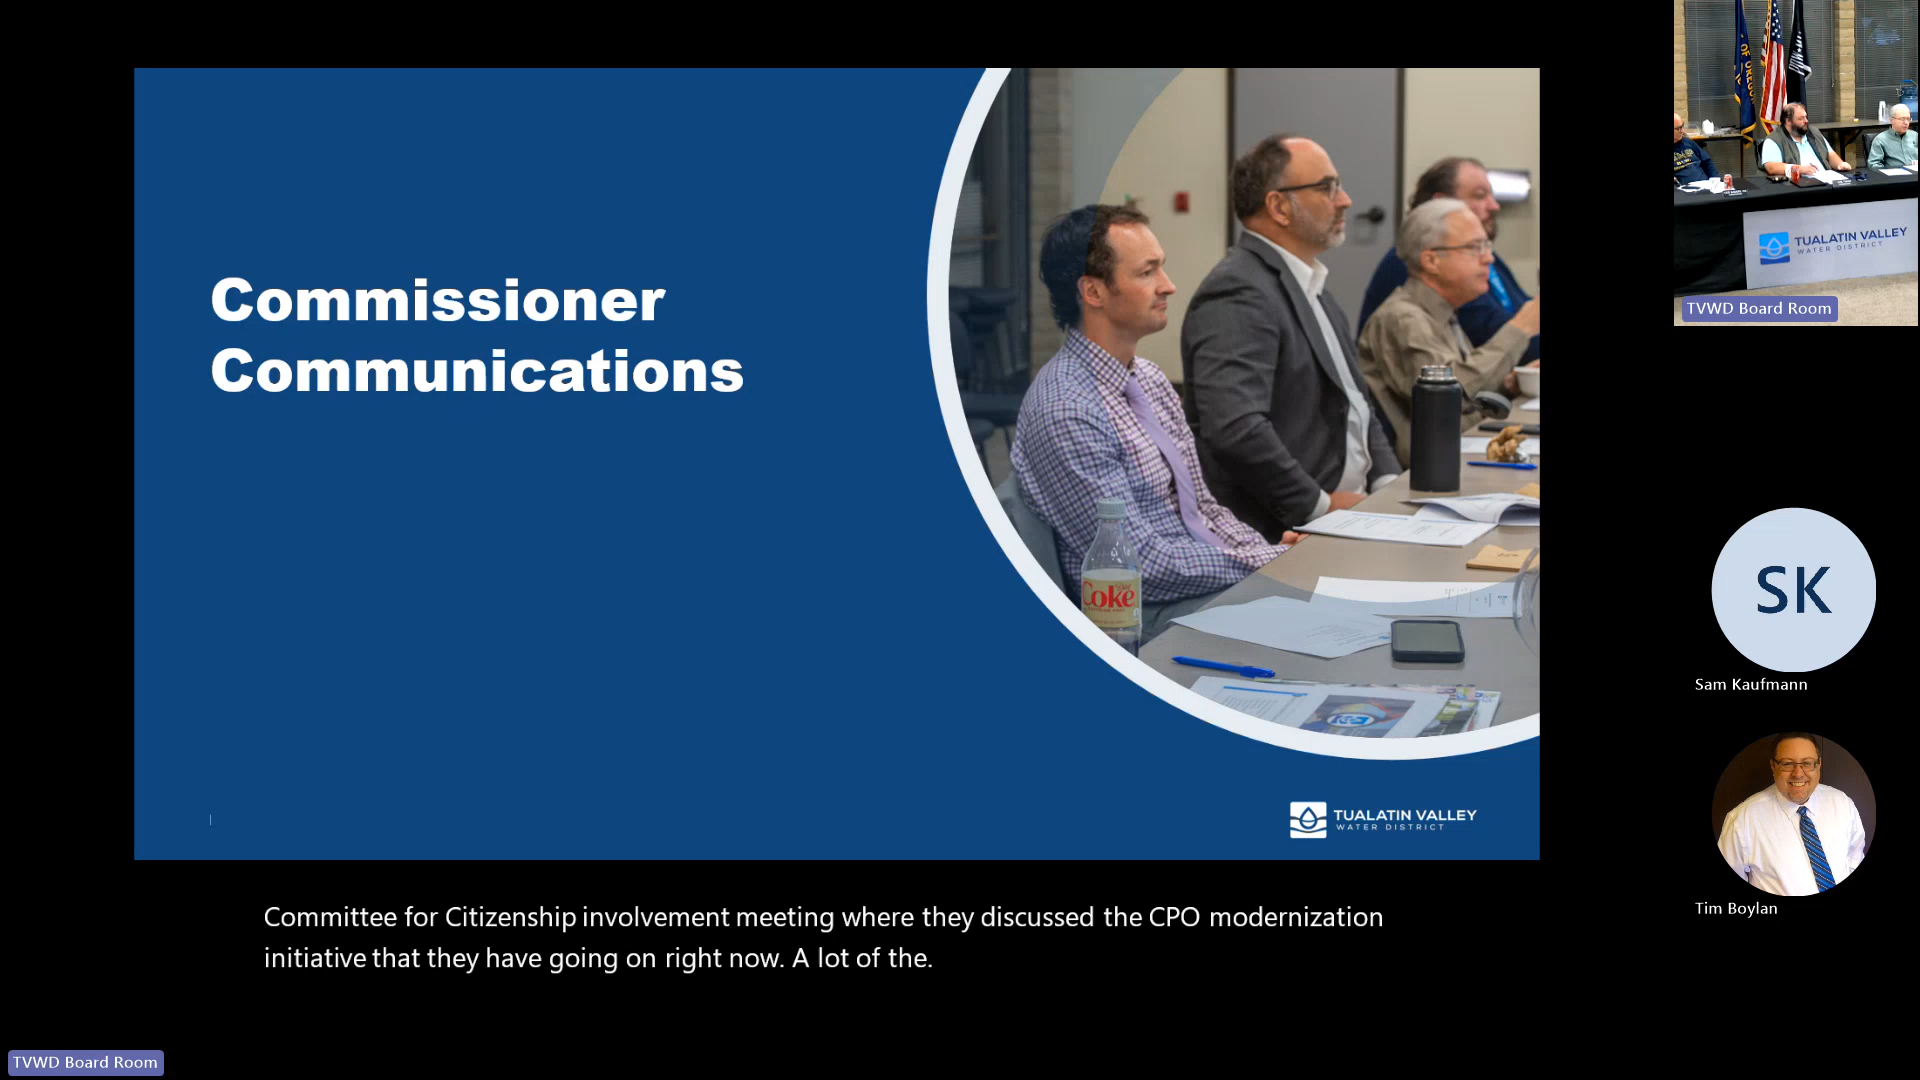 Commissioner
Communications
Coke
TUALATIN VALLEY
WATER DISTRICT
TUALATIN VALLEY
WATER DISTRICT
TVWD Board Room
SK
Sam Kaufmann
Tim Boylan
Committee for Citizenship involvement meeting where they discussed the CPO modernization
initiative that they have going on right now. A lot of the.
TVWD Board Room